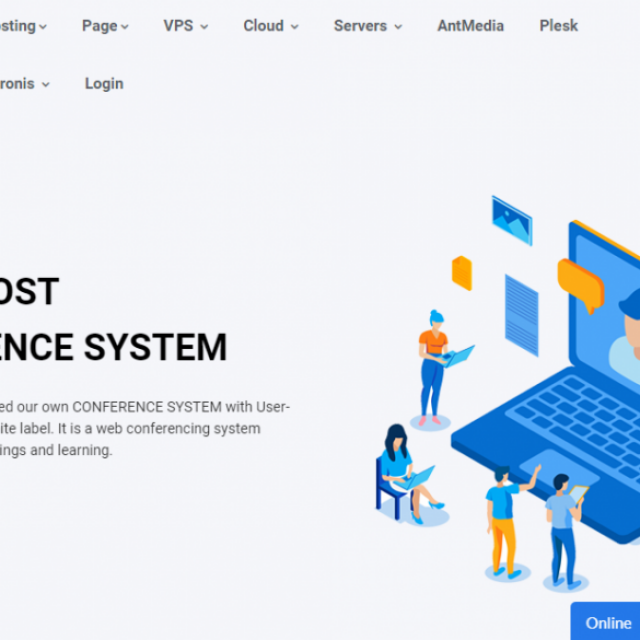 osting Page VPS Cloud Servers AntMedia Plesk
ronis Login
OST
ENCE SYSTEM
ed our own CONFERENCE SYSTEM with User-
ite label. It is a web conferencing system
ings and learning.
Online